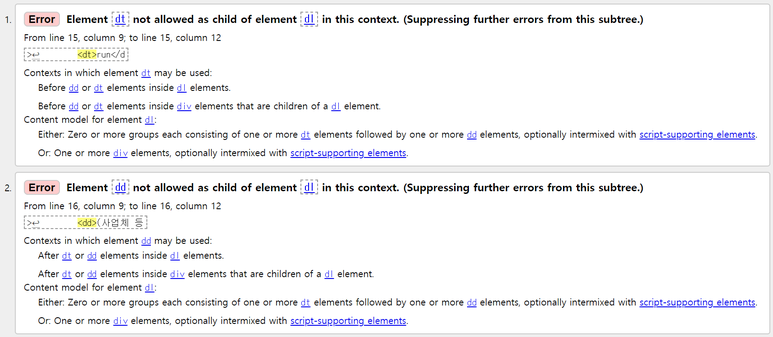 1. Error Element dt not allowed as child of element dl in this context. (Suppressing further errors from this subtree.)
From line 15, column 9; to line 15, column 12
>↩ <dt>run</d
Contexts in which element dt may be used:
Before dd or dt elements inside dl elements.
Before dd or dt elements inside div elements that are children of a dl element.
Content model for element dl:
Either: Zero or more groups each consisting of one or more dt elements followed by one or more dd elements, optionally intermixed with script-supporting elements.
Or: One or more div elements, optionally intermixed with script-supporting elements.
2. Error Element dd not allowed as child of element dl in this context. (Suppressing further errors from this subtree.)
From line 16, column 9; to line 16, column 12
>↩ <dd>(사업체 등
Contexts in which element dd may be used:
After dt or dd elements inside dl elements.
After dt or dd elements inside div elements that are children of a dl element.
Content model for element dl:
Either: Zero or more groups each consisting of one or more dt elements followed by one or more dd elements, optionally intermixed with script-supporting elements.
Or: One or more div elements, optionally intermixed with script-supporting elements.